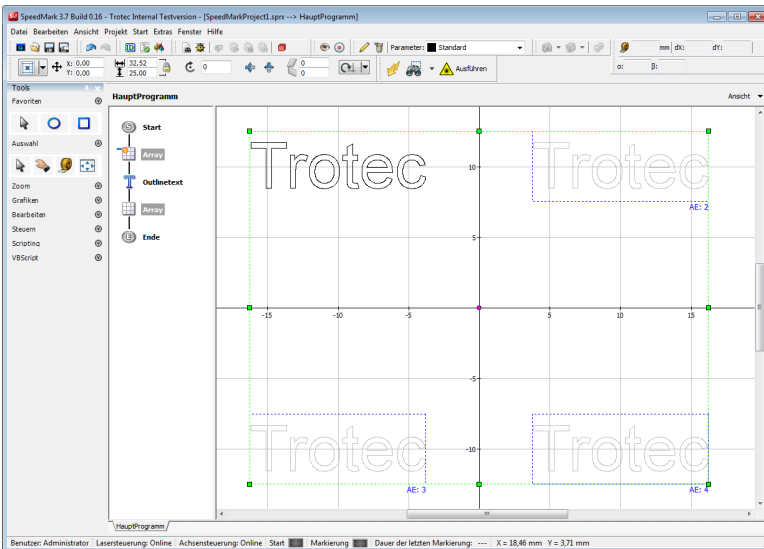 SpeedMark 3.7 Build 0.16 - Trotec Internal Testversion - [SpeedMarkProject1.sprx --> HauptProgramm]
Datei Bearbeiten Ansicht Projekt Start Extras Fenster Hilfe
Parameter: Standard mm dX: dY:
X: 0,00 32,52 0 0 Ausführen α: β:
Y: 0,00 25,00 0
Tools
Favoriten
HauptProgramm Ansicht
Start
Auswahl
Array
Outlinetext
Array
Ende
Zoom
Grafiken
Bearbeiten
Steuern
Scripting
VBScript
Trotec Trotec
10
AE: 2
5
-15 -10 -5 5 10 15
-5
Trotec Trotec
-10
AE: 3 AE: 4
HauptProgramm
Benutzer: Administrator Lasersteuerung: Online Achsensteuerung: Online Start Markierung Dauer der letzten Markierung: --- X = 18,46 mm Y = 3,71 mm